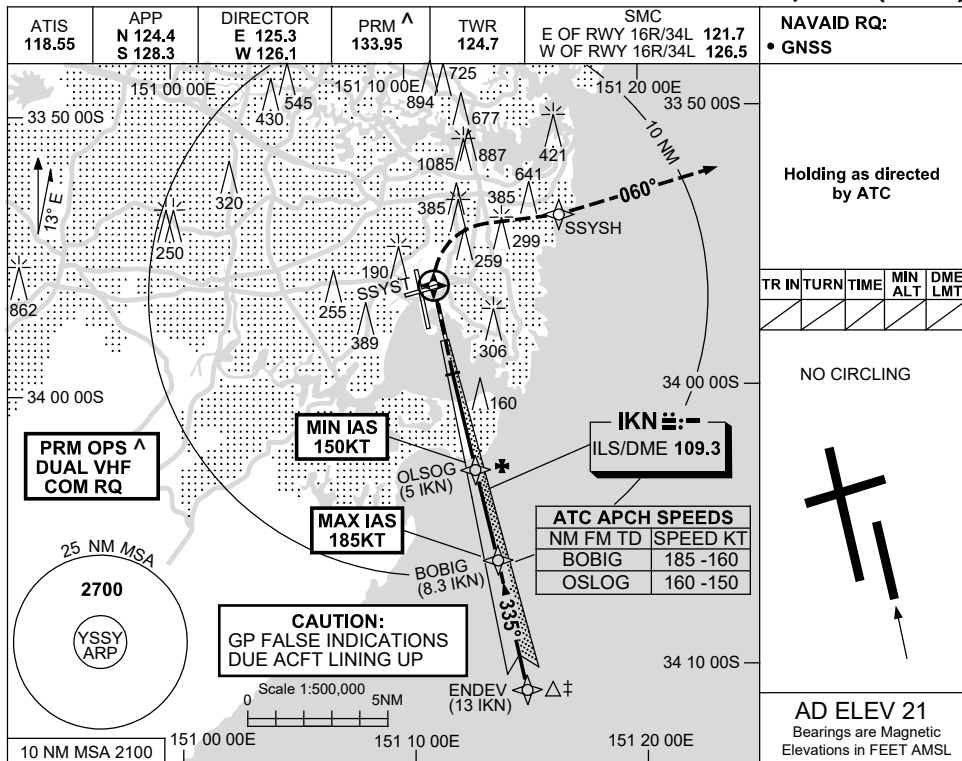 ATIS
118.55
APP
N 124.4
S 128.3
DIRECTOR
E 125.3
W 126.1
PRM ^
133.95
TWR
124.7
SMC
E OF RWY 16R/34L 121.7
W OF RWY 16R/34L 126.5
NAVAID RQ:
• GNSS
151 00 00E
151 10 00E
151 20 00E
33 50 00S
33 50 00S
545
430
725
894
677
1085
887
421
10 NM
13° E
320
250
862
641
385
385
060°
SSYSH
299
259
190
SSYST
255
389
306
160
34 00 00S
34 00 00S
Holding as directed
by ATC
TR IN
TURN
TIME
MIN
ALT
DME
LMT
NO CIRCLING
PRM OPS ^
DUAL VHF
COM RQ
MIN IAS
150KT
OLSOG
(5 IKN)
IKN
ILS/DME 109.3
MAX IAS
185KT
BOBIG
(8.3 IKN)
ATC APCH SPEEDS
NM FM TD SPEED KT
BOBIG 185 -160
OSLOG 160 -150
335°
25 NM MSA
2700
YSSY
ARP
CAUTION:
GP FALSE INDICATIONS
DUE ACFT LINING UP
Scale 1:500,000
0 5NM
ENDEV
(13 IKN)
‡
34 10 00S
10 NM MSA 2100
151 00 00E
151 10 00E
151 20 00E
AD ELEV 21
Bearings are Magnetic
Elevations in FEET AMSL